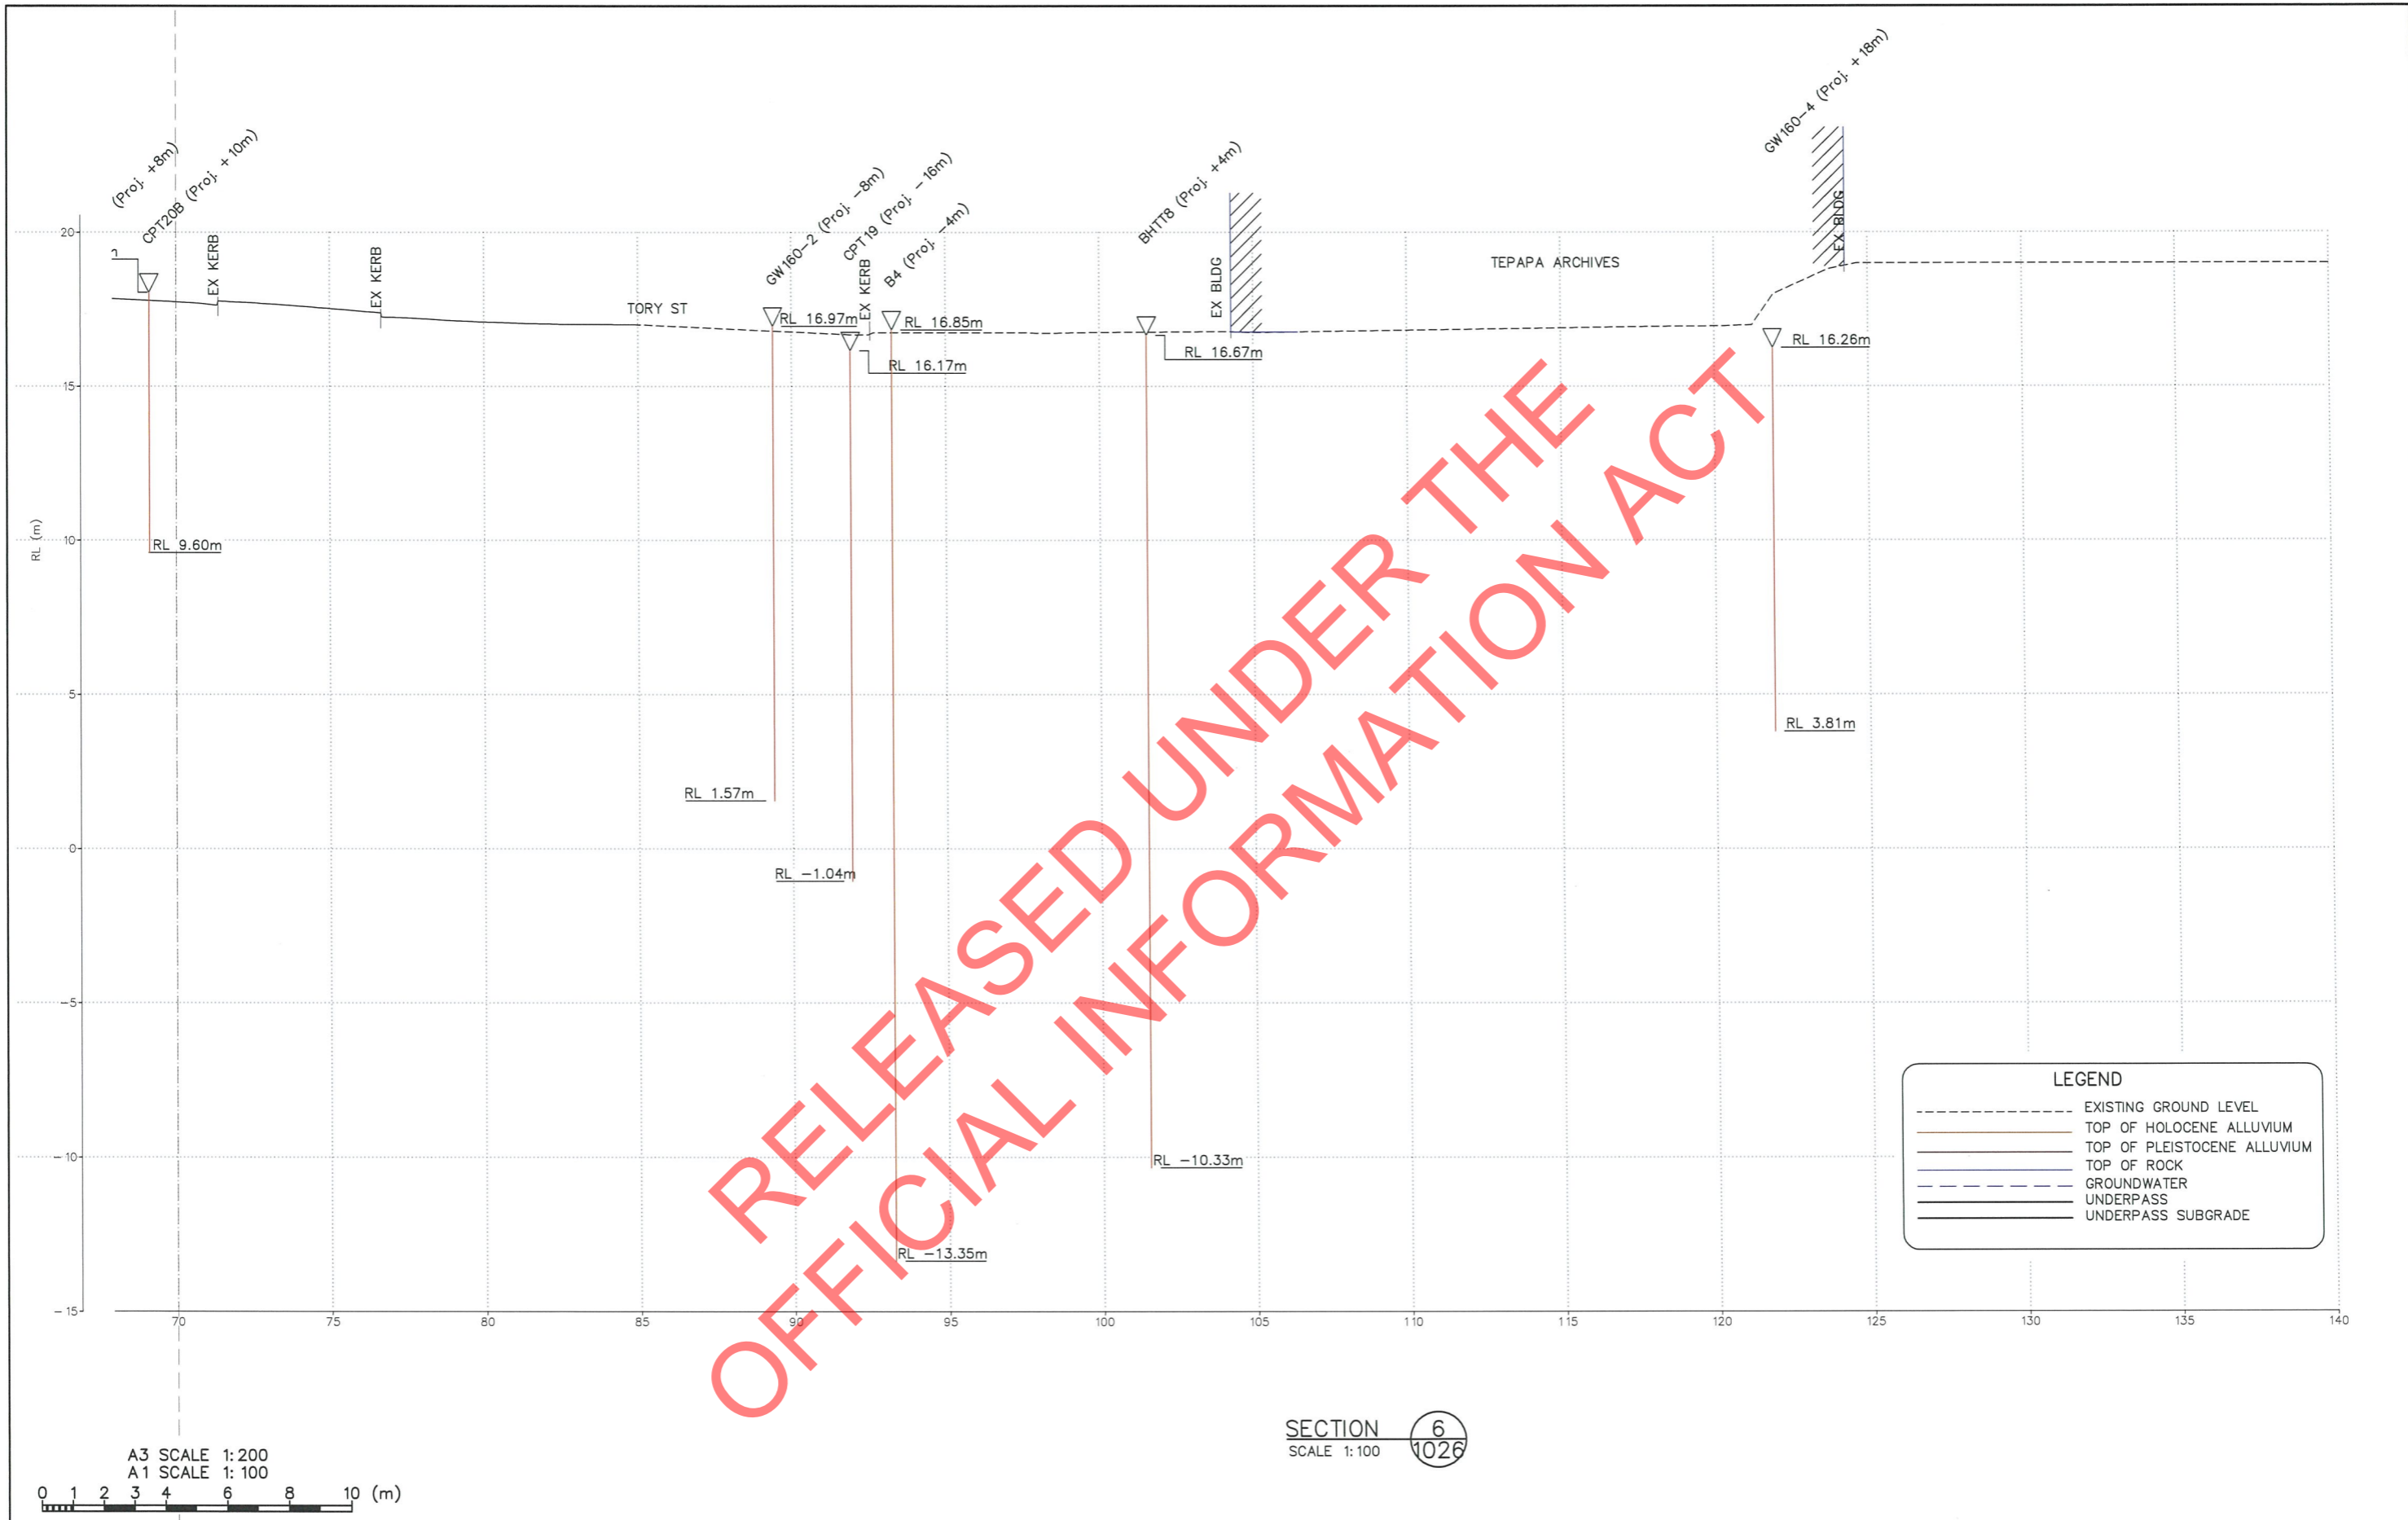 (Proj. +8m)
CPT20B (Proj. +10m)
EX KERB
EX KERB
TORY ST
GW160-2 (Proj. -8m)
CPT19 (Proj. -16m)
EX KERB
B4 (Proj. -4m)
BHTT8 (Proj. +4m)
EX BLDG
TEPAPA ARCHIVES
GW160-4 (Proj. +18m)
EX BLDG
RL 16.97m
RL 16.85m
RL 16.17m
RL 16.67m
RL 16.26m
RL 9.60m
RL 3.81m
RL 1.57m
RL -1.04m
RL -10.33m
RL -13.35m
RL (m)
20
15
10
5
0
-5
-10
-15
70 75 80 85 90 95 100 105 110 115 120 125 130 135 140
RELEASED UNDER THE
OFFICIAL INFORMATION ACT
LEGEND
EXISTING GROUND LEVEL
TOP OF HOLOCENE ALLUVIUM
TOP OF PLEISTOCENE ALLUVIUM
TOP OF ROCK
GROUNDWATER
UNDERPASS
UNDERPASS SUBGRADE
SECTION 6
SCALE 1:100 1026
A3 SCALE 1:200
A1 SCALE 1:100
0 1 2 3 4 6 8 10 (m)